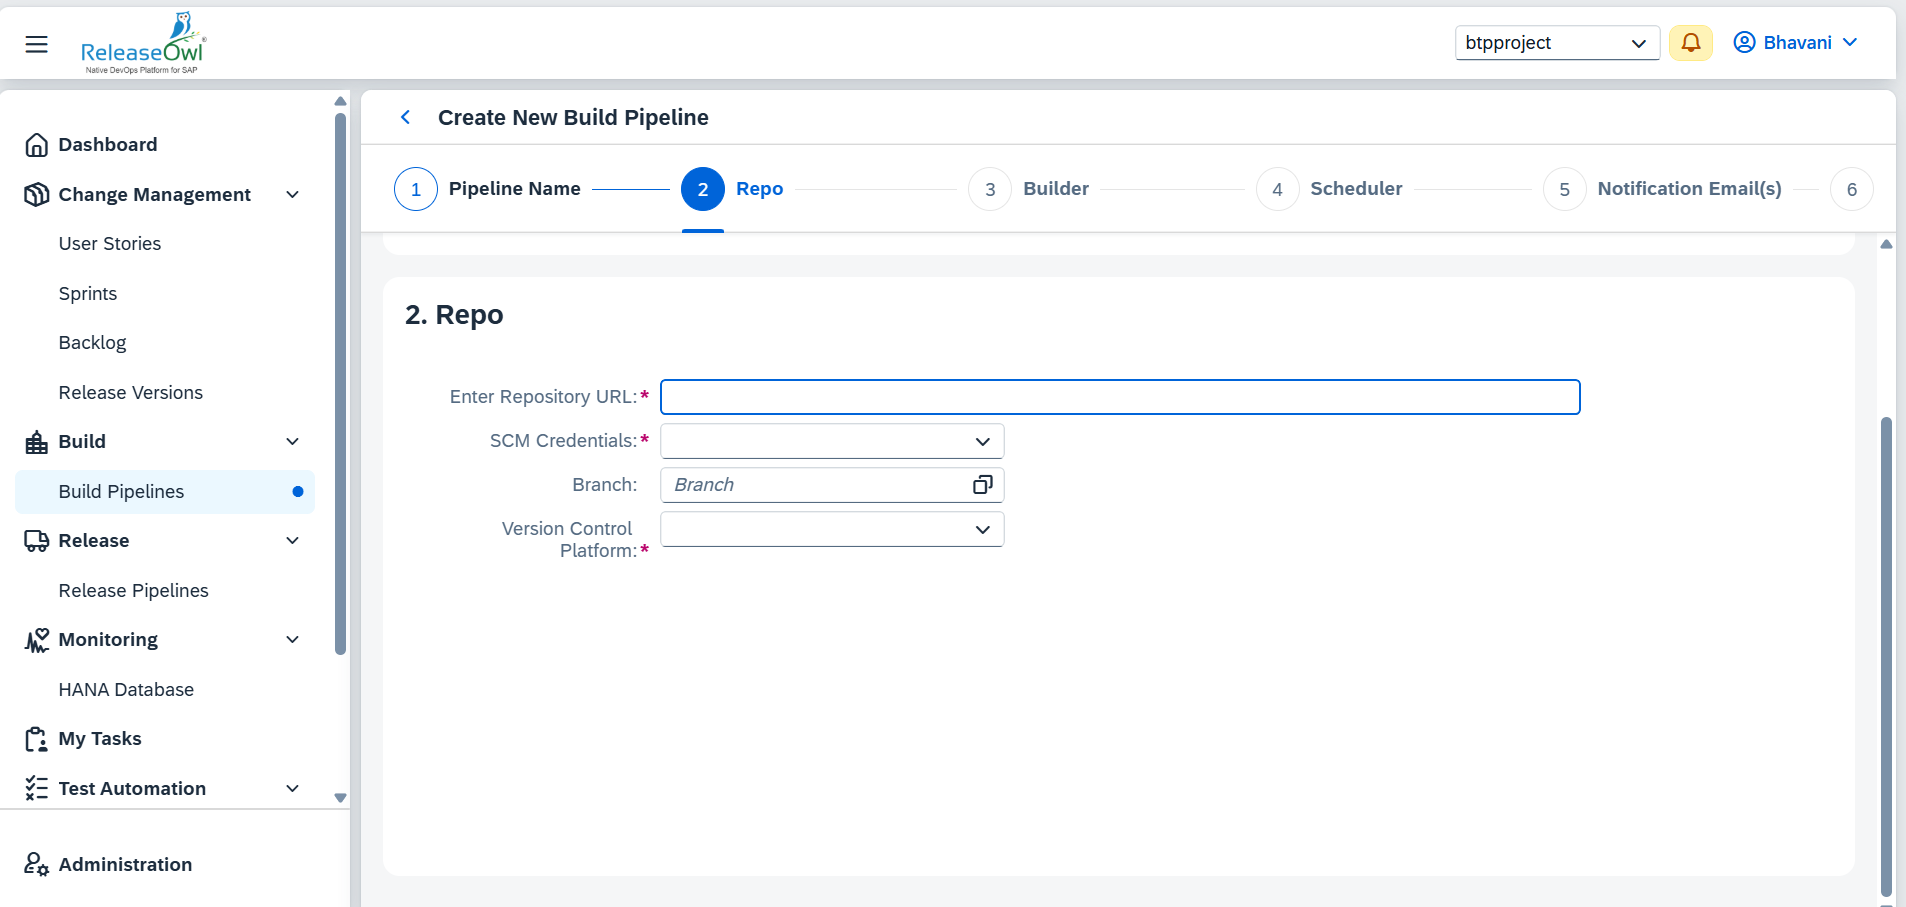 ReleaseOwl
Native DevOps Platform for SAP
btpproject
Bhavani
Dashboard
Change Management
User Stories
Sprints
Backlog
Release Versions
Build
Build Pipelines
Release
Release Pipelines
Monitoring
HANA Database
My Tasks
Test Automation
Administration
Create New Build Pipeline
1 Pipeline Name
2 Repo
3 Builder
4 Scheduler
5 Notification Email(s)
6
2. Repo
Enter Repository URL:*
SCM Credentials:*
Branch: Branch
Version Control
Platform:*